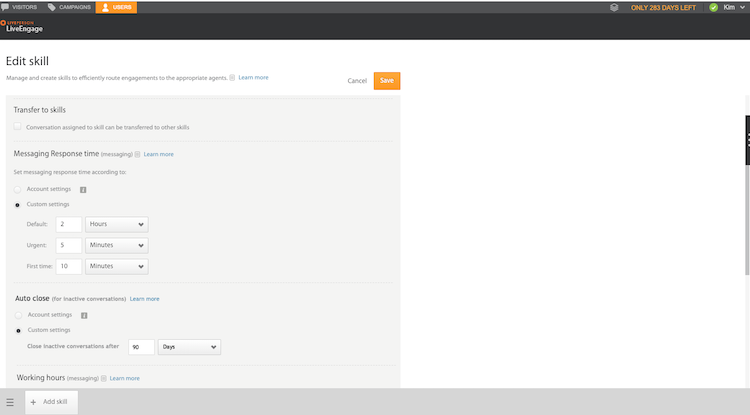 VISITORS CAMPAIGNS USERS ONLY 283 DAYS LEFT Kim
LIVEPERSON
LiveEngage
Edit skill
Manage and create skills to efficiently route engagements to the appropriate agents. Learn more
Cancel Save
Transfer to skills
Conversation assigned to skill can be transferred to other skills
Messaging Response time (messaging) Learn more
Set messaging response time according to:
Account settings i
Custom settings
Default: 2 Hours
Urgent: 5 Minutes
First time: 10 Minutes
Auto close (for inactive conversations) Learn more
Account settings i
Custom settings
Close inactive conversations after 90 Days
Working hours (messaging) Learn more
+ Add skill